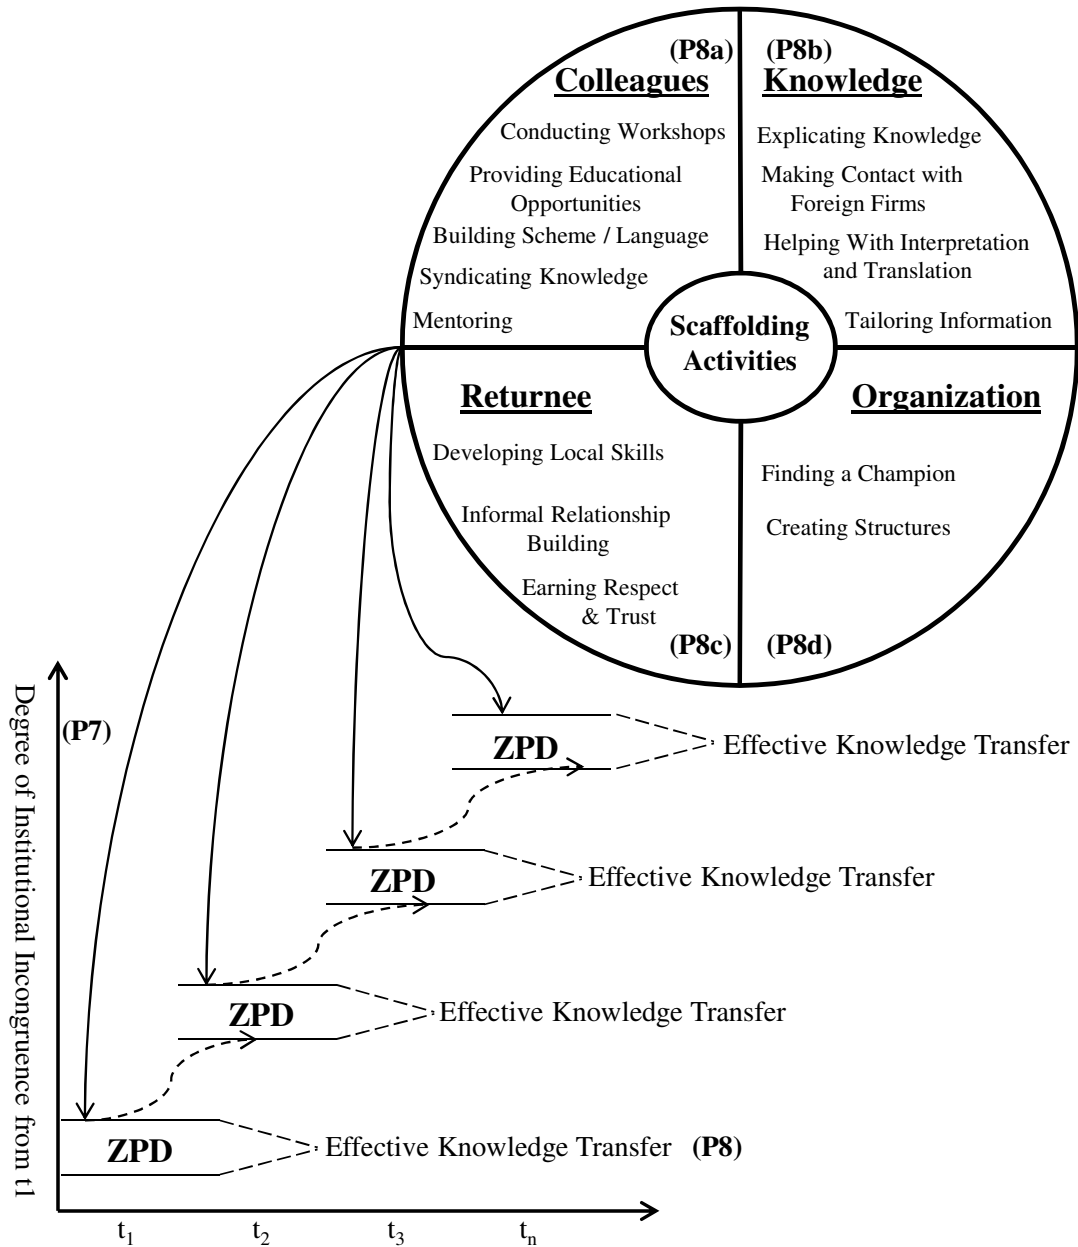 (P8a)
Colleagues
Conducting Workshops
Providing Educational
Opportunities
Building Scheme / Language
Syndicating Knowledge
Mentoring
(P8b)
Knowledge
Explicating Knowledge
Making Contact with
Foreign Firms
Helping With Interpretation
and Translation
Tailoring Information
Scaffolding
Activities
Returnee
Developing Local Skills
Informal Relationship
Building
Earning Respect
& Trust
(P8c)
Organization
Finding a Champion
Creating Structures
(P8d)
Degree of Institutional Incongruence from t1
(P7)
ZPD
Effective Knowledge Transfer
ZPD
Effective Knowledge Transfer
ZPD
Effective Knowledge Transfer
ZPD
Effective Knowledge Transfer (P8)
t1 t2 t3 tn